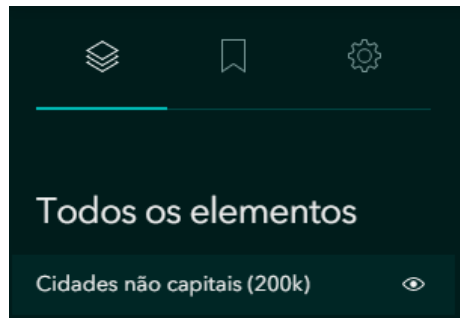 Todos os elementos
Cidades não capitais (200k)